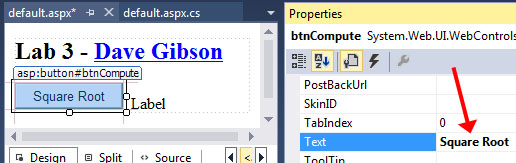 default.aspx*
default.aspx.cs
Lab 3 - Dave Gibson
asp:button#btnCompute
Square Root
Label
Design
Split
Source
Properties
btnCompute System.Web.UI.WebControls
PostBackUrl
SkinID
TabIndex 0
Text Square Root
ToolTip